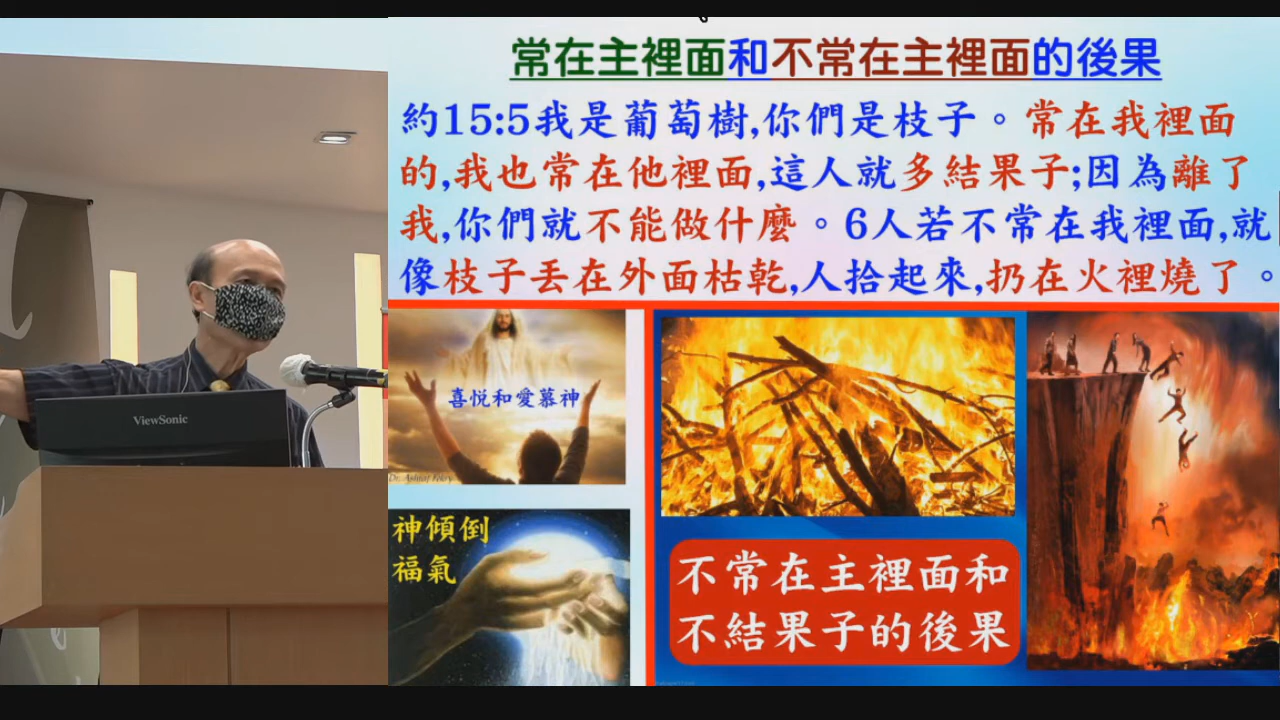 常在主裡面和不常在主裡面的後果
約15:5我是葡萄樹,你們是枝子。常在我裡面
的,我也常在他裡面,這人就多結果子;因為離了
我,你們就不能做什麼。6人若不常在我裡面,就
像枝子丟在外面枯乾,人拾起來,扔在火裡燒了。
喜悅和愛慕神
Dr. Ashraf Fekry
神傾倒
福氣
不常在主裡面和
不結果子的後果
ViewSonic